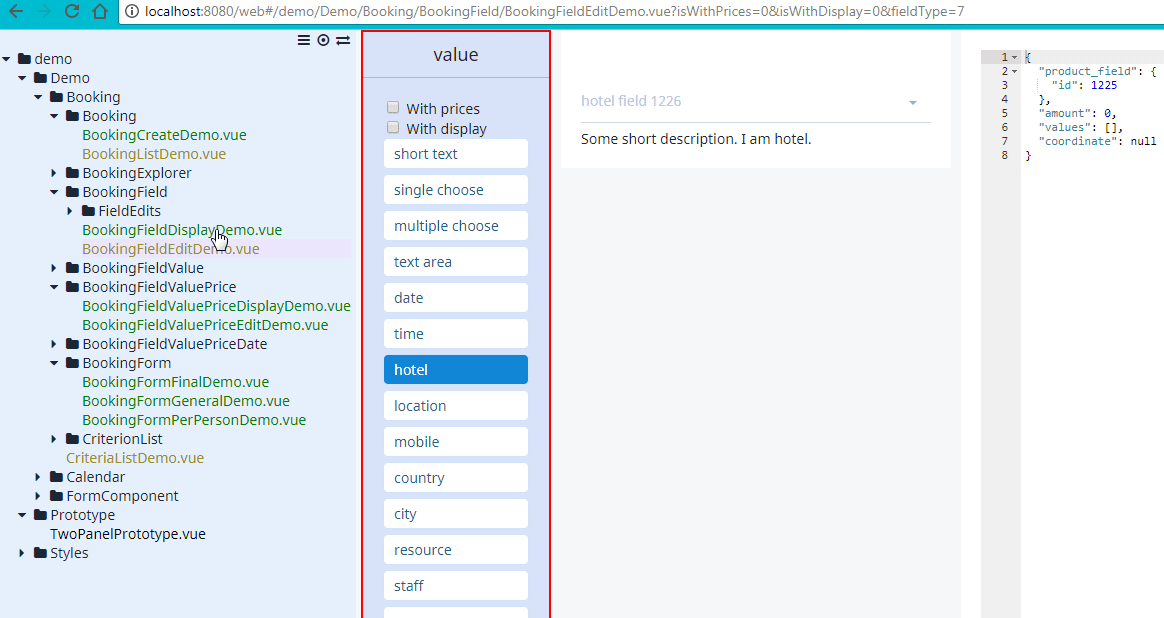 localhost:8080/web#/demo/Demo/Booking/BookingField/BookingFieldEditDemo.vue?isWithPrices=0&isWithDisplay=0&fieldType=7
demo
Demo
Booking
Booking
BookingCreateDemo.vue
BookingListDemo.vue
BookingExplorer
BookingField
FieldEdits
BookingFieldDisplayDemo.vue
BookingFieldEditDemo.vue
BookingFieldValue
BookingFieldValuePrice
BookingFieldValuePriceDisplayDemo.vue
BookingFieldValuePriceEditDemo.vue
BookingFieldValuePriceDate
BookingForm
BookingFormFinalDemo.vue
BookingFormGeneralDemo.vue
BookingFormPerPersonDemo.vue
CriterionList
CriteriaListDemo.vue
Calendar
FormComponent
Prototype
TwoPanelPrototype.vue
Styles
value
With prices
With display
short text
single choose
multiple choose
text area
date
time
hotel
location
mobile
country
city
resource
staff
hotel field 1226
Some short description. I am hotel.
1 {
2 "product_field": {
3 "id": 1225
4 },
5 "amount": 0,
6 "values": [],
7 "coordinate": null
8 }